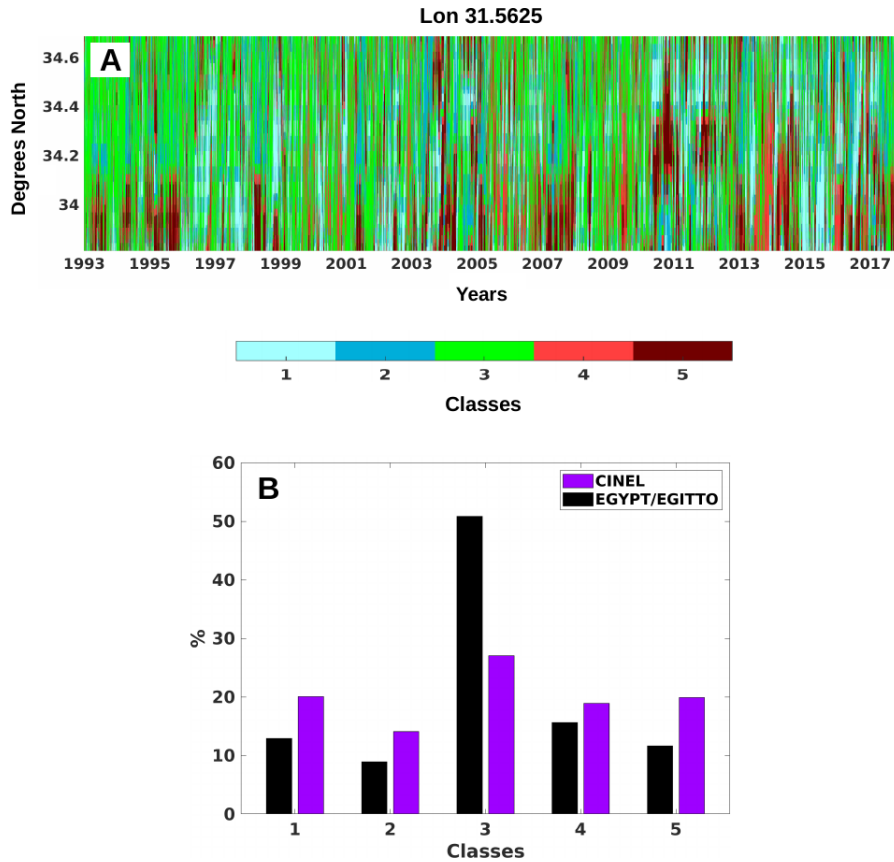 Lon 31.5625
A
34.6
34.4
34.2
34
Degrees North
1993 1995 1997 1999 2001 2003 2005 2007 2009 2011 2013 2015 2017
Years
1 2 3 4 5
Classes
B
CINEL
EGYPT/EGITTO
60
50
40
30
20
10
0
%
1 2 3 4 5
Classes